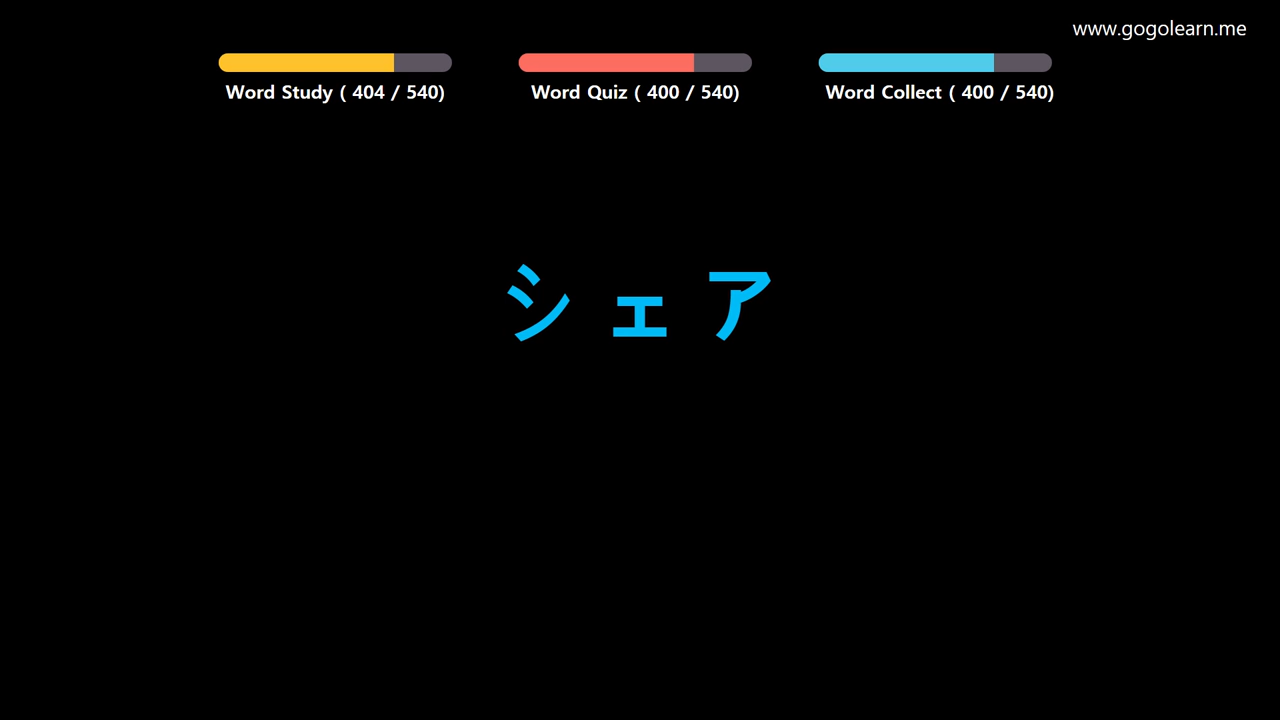 www.gogolearn.me
Word Study ( 404 / 540)
Word Quiz ( 400 / 540)
Word Collect ( 400 / 540)
シェア